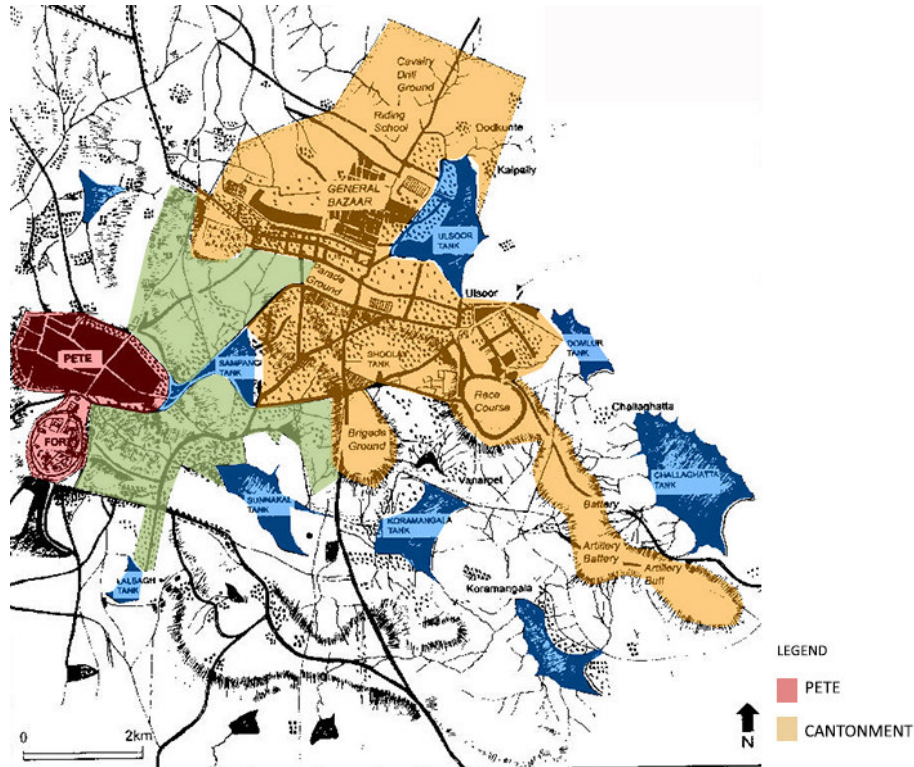 Cavalry
Drill
Ground
Riding
School
Dodkunte
Kalpally
GENERAL
BAZAAR
ULSOOR
TANK
Parade
Ground
Ulsoor
PETE
SAMPANGI
TANK
SHOOLAY
TANK
DOMLUR
TANK
Race
Course
Challaghatta
FORT
Brigade
Ground
Vanarpet
CHALLAGHATTA
TANK
SUNNAKAL
TANK
KORAMANGALA
TANK
Battery
Artillery
Battery
Artillery
Butt
LALBAGH
TANK
Koramangala
LEGEND
PETE
CANTONMENT
0 2km
N